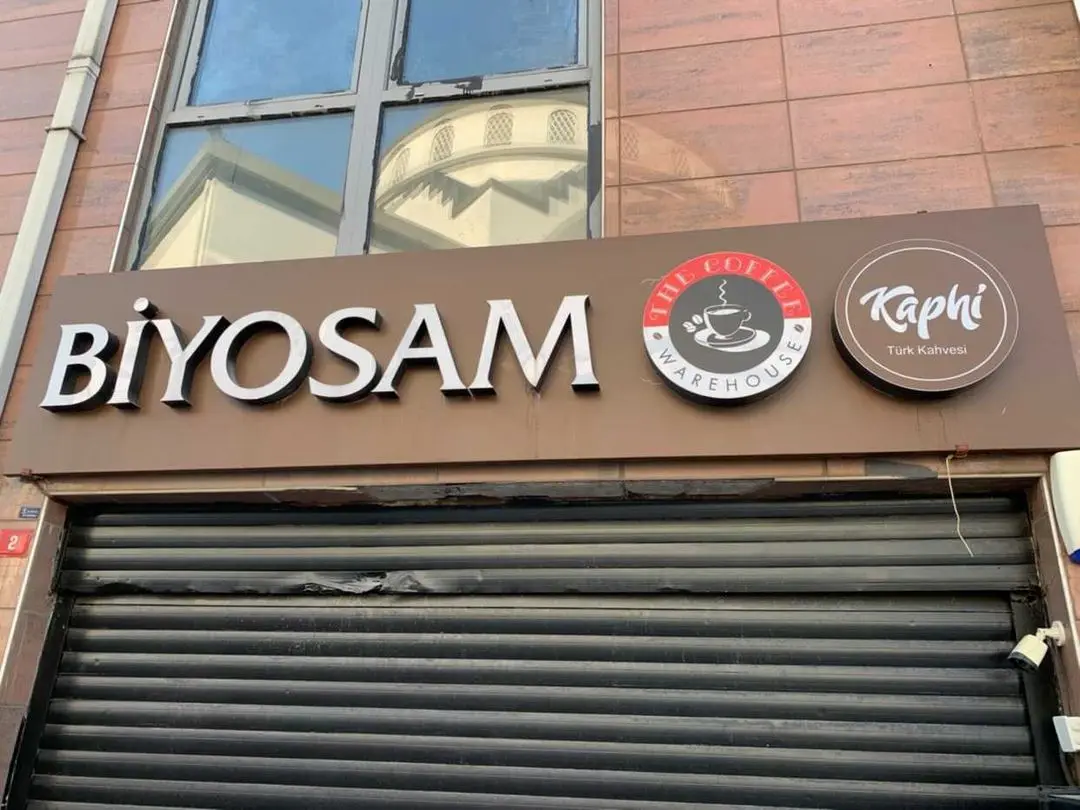 BİYOSAM
THE COFFEE
WAREHOUSE
Kaphi
Türk Kahvesi
2